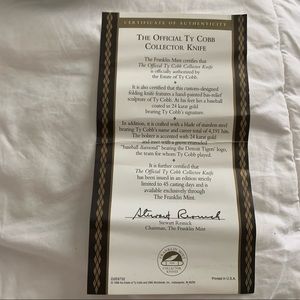 CERTIFICATE OF AUTHENTICITY
THE OFFICIAL TY COBB
COLLECTOR KNIFE
The Franklin Mint certifies that
The Official Ty Cobb Collector Knife
is officially authorized by the
Estate of Ty Cobb.
It is also certified that this custom-designed
folding knife features a hand-painted bas-relief
sculpture of Ty Cobb. At his feet lies a baseball
coated in 24 karat gold
bearing Ty Cobb's signature.
In addition, it is crafted with a blade of stainless steel
bearing Ty Cobb's name and career total of 4,191 hits.
The bolster is accented with 24 karat gold
and inset with a green enameled
"baseball diamond" bearing the Detroit Tigers' logo,
the team for whom Ty Cobb played.
It is further certified that
The Official Ty Cobb Collector Knife
has been issued in an edition strictly
limited to 45 casting days and is
available exclusively through
The Franklin Mint.
Stewart Resnick
Stewart Resnick
Chairman, The Franklin Mint
FRANKLIN MINT
COLLECTOR
KNIVES
Printed in U.S.A.